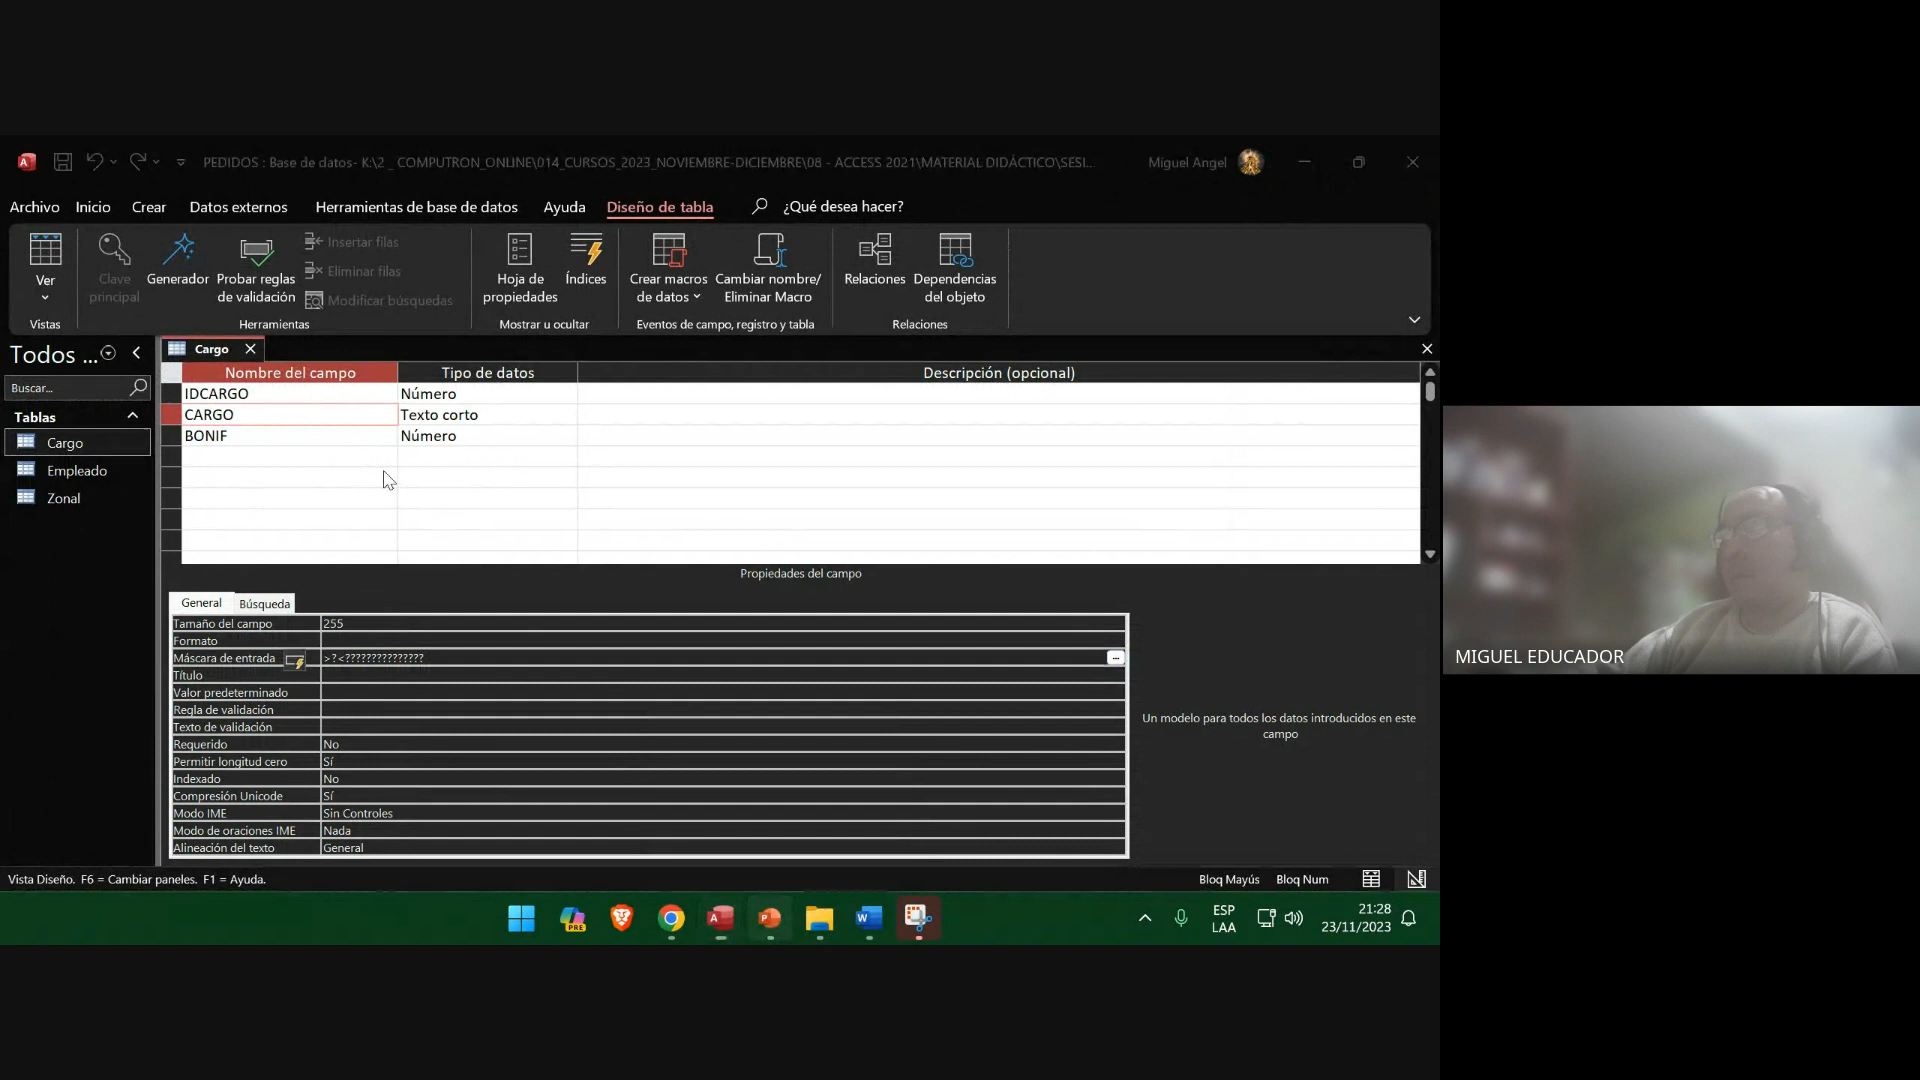 PEDIDOS : Base de datos- K:\2 _ COMPUTRON_ONLINE\014_CURSOS_2023_NOVIEMBRE-DICIEMBRE\08 - ACCESS 2021\MATERIAL DIDÁCTICO\SESI...
Miguel Angel
Archivo Inicio Crear Datos externos Herramientas de base de datos Ayuda Diseño de tabla ¿Qué desea hacer?
Ver
Clave principal
Generador
Probar reglas de validación
Insertar filas
Eliminar filas
Modificar búsquedas
Hoja de propiedades
Índices
Crear macros de datos
Cambiar nombre/ Eliminar Macro
Relaciones
Dependencias del objeto
Vistas
Herramientas
Mostrar u ocultar
Eventos de campo, registro y tabla
Relaciones
Todos ...
Buscar...
Tablas
Cargo
Empleado
Zonal
Cargo
Nombre del campo Tipo de datos Descripción (opcional)
IDCARGO Número
CARGO Texto corto
BONIF Número
Propiedades del campo
General Búsqueda
Tamaño del campo 255
Formato
Máscara de entrada >?<???????????????
Título
Valor predeterminado
Regla de validación
Texto de validación
Requerido No
Permitir longitud cero Sí
Indexado No
Compresión Unicode Sí
Modo IME Sin Controles
Modo de oraciones IME Nada
Alineación del texto General
Un modelo para todos los datos introducidos en este
campo
Vista Diseño. F6 = Cambiar paneles. F1 = Ayuda.
Bloq Mayús Bloq Num
PRE
ESP
LAA
21:28
23/11/2023
MIGUEL EDUCADOR